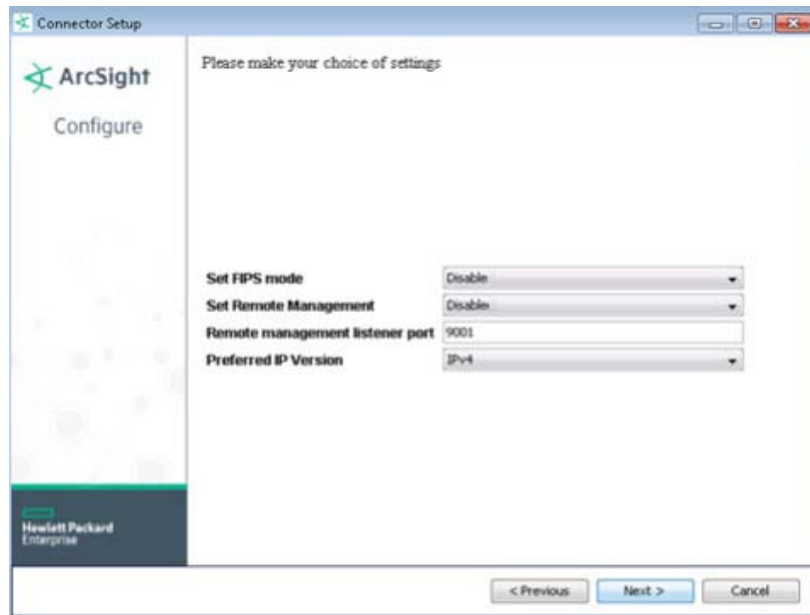 Connector Setup
ArcSight
Configure
Please make your choice of settings
Set FIPS mode
Disable
Set Remote Management
Disable
Remote management listener port
9001
Preferred IP Version
IPv4
Hewlett Packard
Enterprise
< Previous
Next >
Cancel